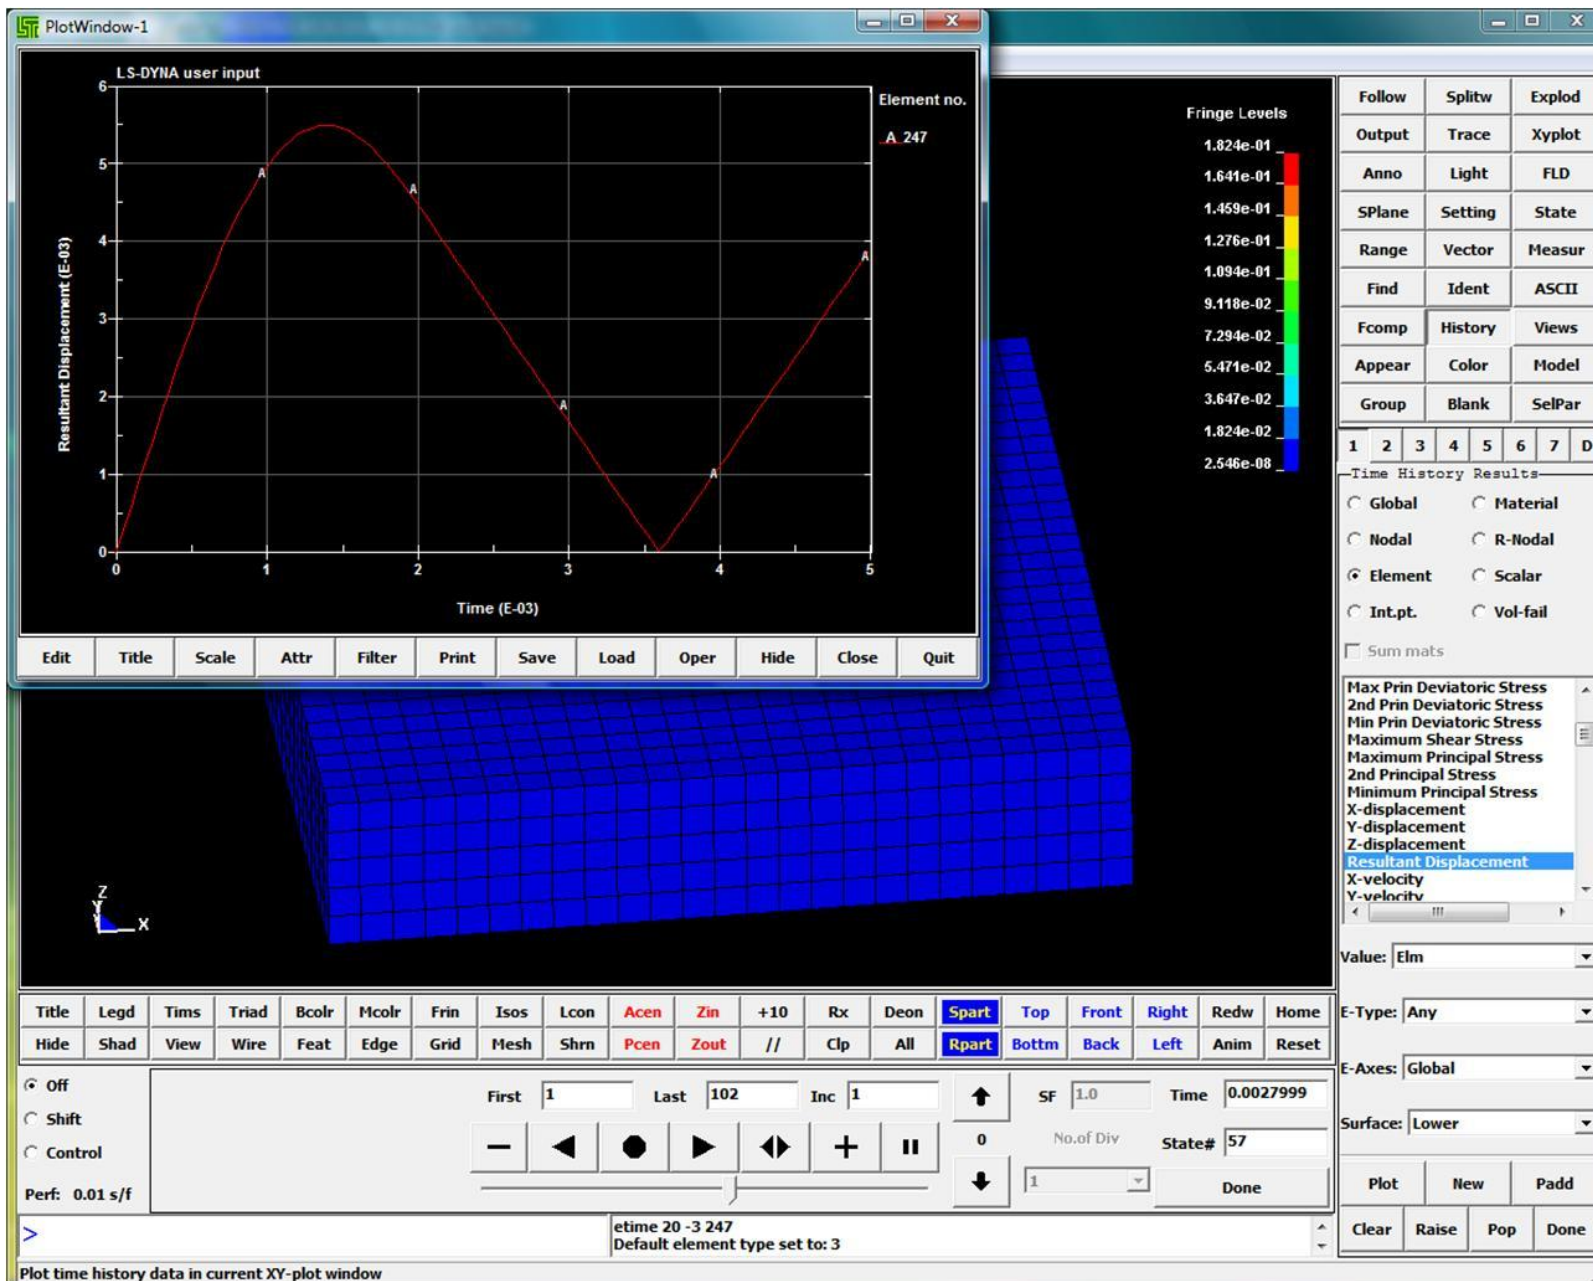 PlotWindow-1
LS-DYNA user input
6
5
4
3
2
1
0
Resultant Displacement (E-03)
A
A
A
A
A
0 1 2 3 4 5
Time (E-03)
Element no.
A 247
Edit Title Scale Attr Filter Print Save Load Oper Hide Close Quit
Fringe Levels
1.824e-01
1.641e-01
1.459e-01
1.276e-01
1.094e-01
9.118e-02
7.294e-02
5.471e-02
3.647e-02
1.824e-02
2.546e-08
Z
Y
X
Follow Splitw Explod
Output Trace Xyplot
Anno Light FLD
SPlane Setting State
Range Vector Measur
Find Ident ASCII
Fcomp History Views
Appear Color Model
Group Blank SelPar
1 2 3 4 5 6 7 D
Time History Results
Global Material
Nodal R-Nodal
Element Scalar
Int.pt. Vol-fail
Sum mats
Max Prin Deviatoric Stress
2nd Prin Deviatoric Stress
Min Prin Deviatoric Stress
Maximum Shear Stress
Maximum Principal Stress
2nd Principal Stress
Minimum Principal Stress
X-displacement
Y-displacement
Z-displacement
Resultant Displacement
X-velocity
Y-velocity
Value: Elm
E-Type: Any
E-Axes: Global
Surface: Lower
Plot New Padd
Clear Raise Pop Done
Title Legd Tims Triad Bcolr Mcolr Frin Isos Lcon Acen Zin +10 Rx Deon Spart Top Front Right Redw Home
Hide Shad View Wire Feat Edge Grid Mesh Shrn Pcen Zout // Clp All Rpart Bottm Back Left Anim Reset
Off
Shift
Control
Perf: 0.01 s/f
First 1 Last 102 Inc 1
0
SF 1.0 Time 0.0027999
No.of Div State# 57
1 Done
>
etime 20 -3 247
Default element type set to: 3
Plot time history data in current XY-plot window